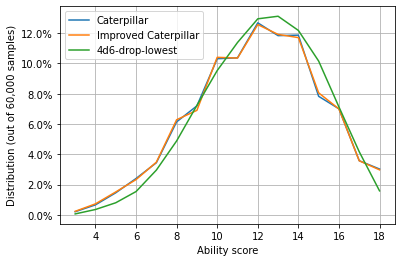 Caterpillar
Improved Caterpillar
4d6-drop-lowest
12.0%
10.0%
8.0%
6.0%
4.0%
2.0%
0.0%
Distribution (out of 60,000 samples)
4 6 8 10 12 14 16 18
Ability score